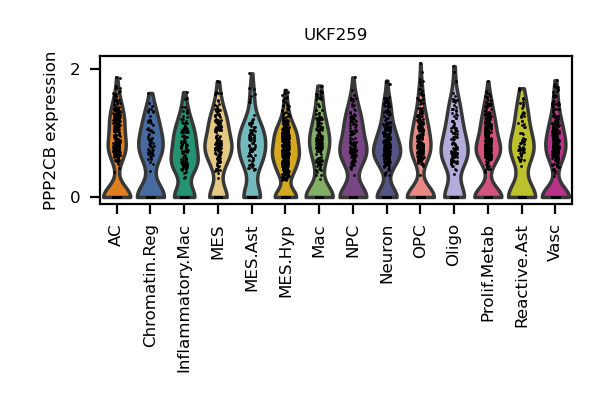 UKF259
PPP2CB expression
2
0
AC
Chromatin.Reg
Inflammatory.Mac
MES
MES.Ast
MES.Hyp
Mac
NPC
Neuron
OPC
Oligo
Prolif.Metab
Reactive.Ast
Vasc